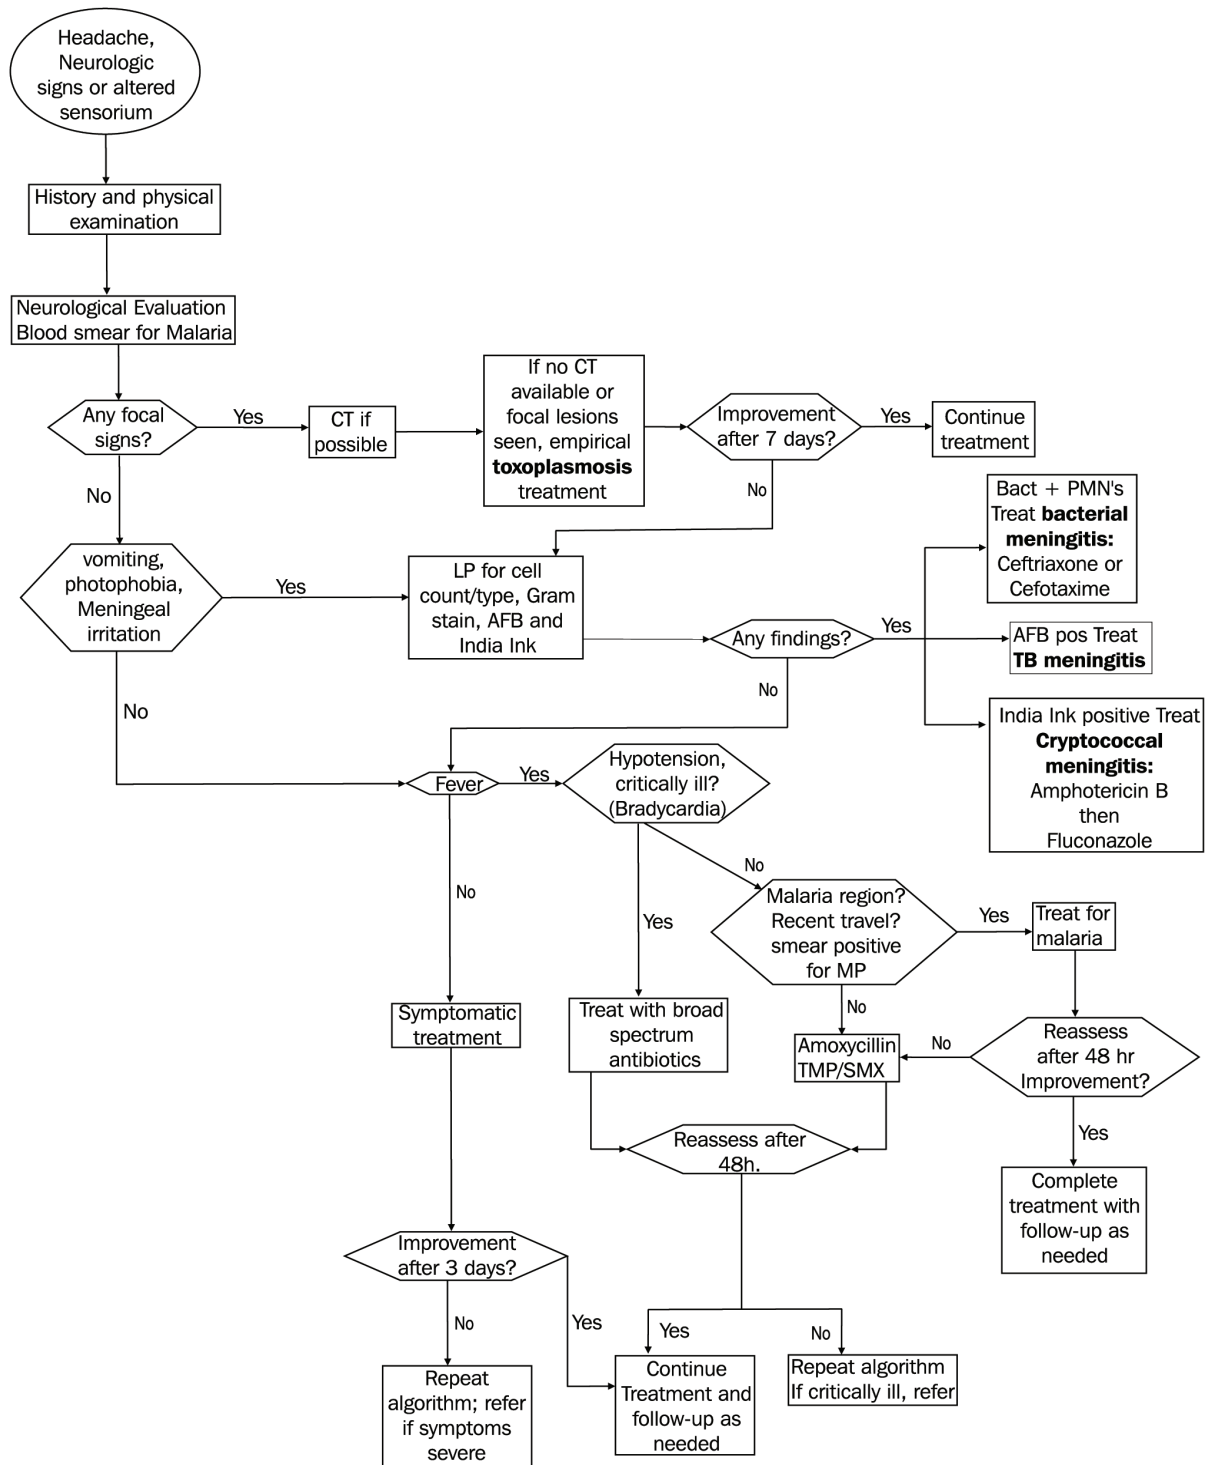 Headache,
Neurologic
signs or altered
sensorium
History and physical
examination
Neurological Evaluation
Blood smear for Malaria
Any focal
signs?
Yes
CT if
possible
If no CT
available or
focal lesions
seen, empirical
toxoplasmosis
treatment
Improvement
after 7 days?
Yes
Continue
treatment
No
No
vomiting,
photophobia,
Meningeal
irritation
Yes
LP for cell
count/type, Gram
stain, AFB and
India Ink
Any findings?
Yes
Bact + PMN's
Treat bacterial
meningitis:
Ceftriaxone or
Cefotaxime
AFB pos Treat
TB meningitis
India Ink positive Treat
Cryptococcal
meningitis:
Amphotericin B
then
Fluconazole
No
No
Fever
Yes
Hypotension,
critically ill?
(Bradycardia)
No
No
Yes
Malaria region?
Recent travel?
smear positive
for MP
Yes
Treat for
malaria
No
Symptomatic
treatment
Treat with broad
spectrum
antibiotics
Amoxycillin
TMP/SMX
No
Reassess
after 48 hr
Improvement?
Yes
Reassess after
48h.
Complete
treatment with
follow-up as
needed
Improvement
after 3 days?
No
Yes
Yes
No
Repeat
algorithm; refer
if symptoms
severe
Continue
Treatment and
follow-up as
needed
Repeat algorithm
If critically ill, refer